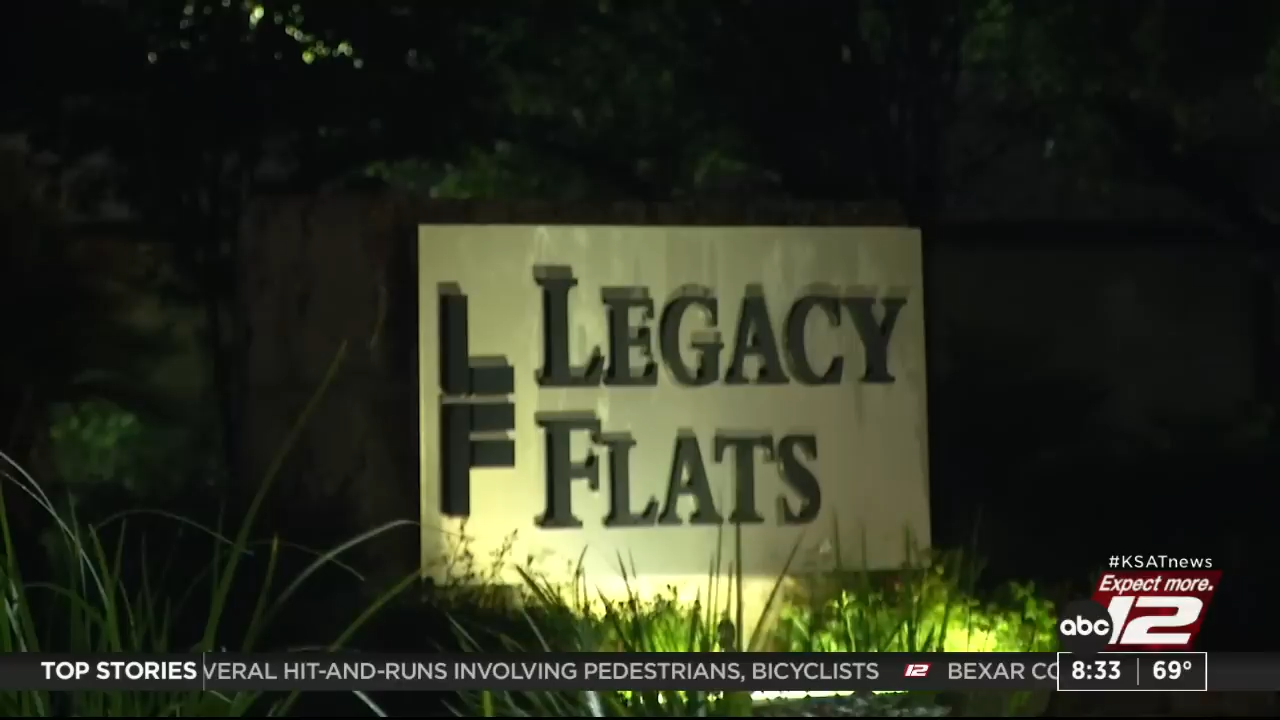 LEGACY
FLATS
#KSATnews
Expect more.
abc 12
TOP STORIES VERAL HIT-AND-RUNS INVOLVING PEDESTRIANS, BICYCLISTS 12 BEXAR CO 8:33 69°